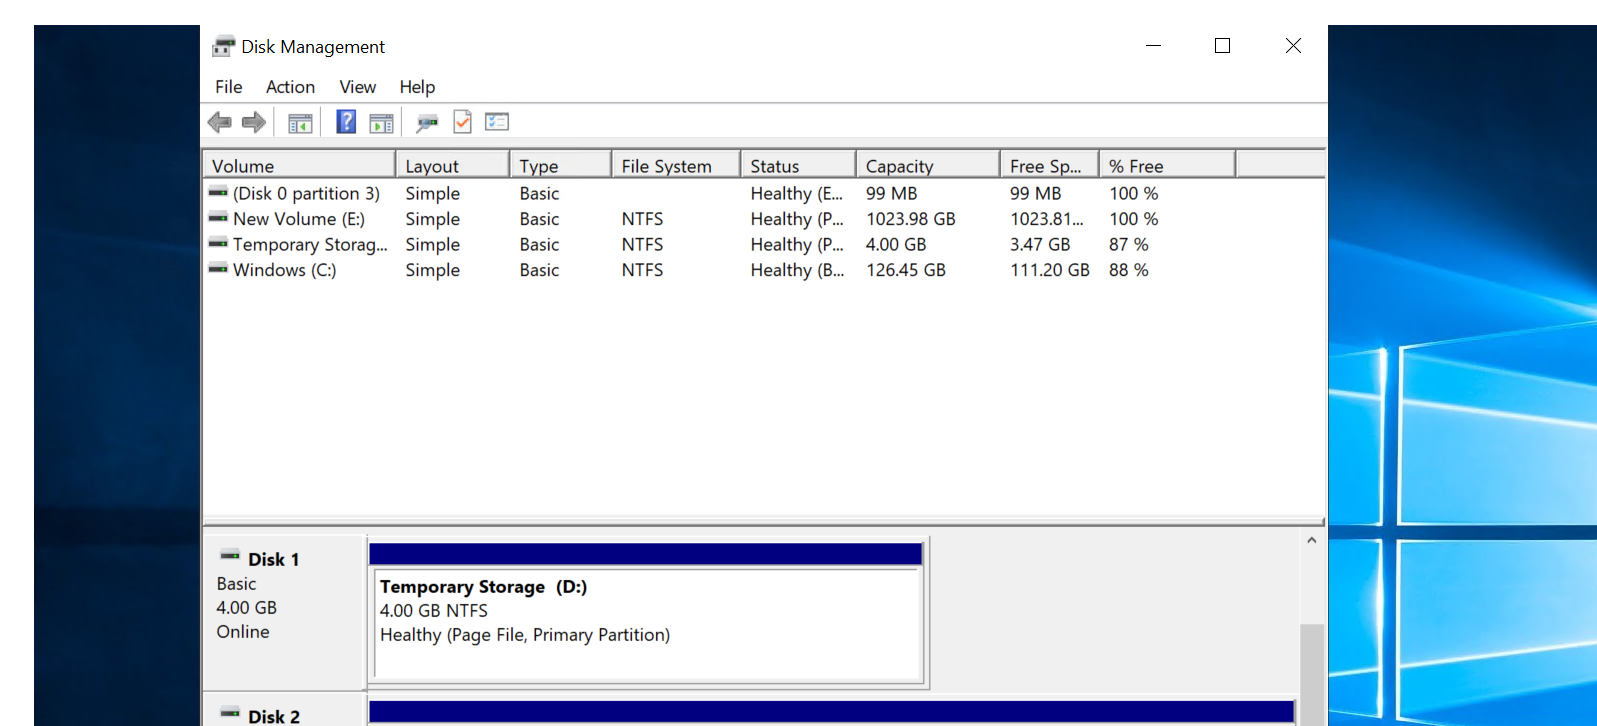 Disk Management
File Action View Help
Volume Layout Type File System Status Capacity Free Sp... % Free
(Disk 0 partition 3) Simple Basic Healthy (E... 99 MB 99 MB 100 %
New Volume (E:) Simple Basic NTFS Healthy (P... 1023.98 GB 1023.81... 100 %
Temporary Storag... Simple Basic NTFS Healthy (P... 4.00 GB 3.47 GB 87 %
Windows (C:) Simple Basic NTFS Healthy (B... 126.45 GB 111.20 GB 88 %
Disk 1
Basic
4.00 GB
Online
Temporary Storage (D:)
4.00 GB NTFS
Healthy (Page File, Primary Partition)
Disk 2